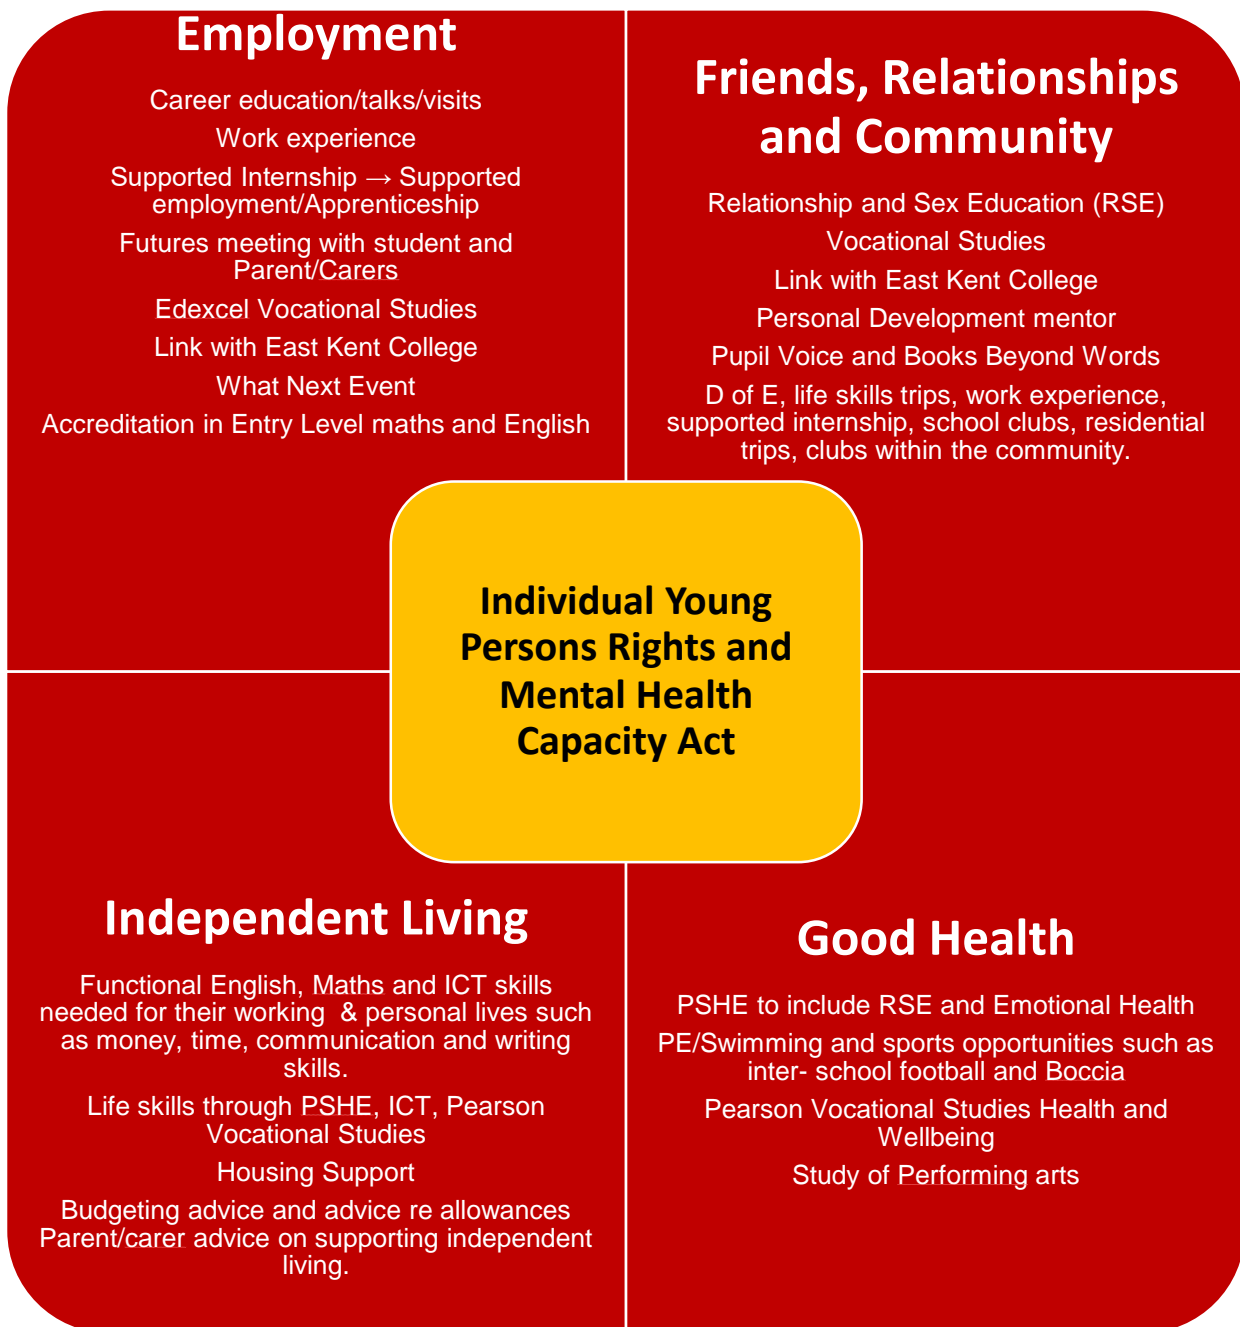 Employment
Career education/talks/visits
Work experience
Supported Internship → Supported
employment/Apprenticeship
Futures meeting with student and
Parent/Carers
Edexcel Vocational Studies
Link with East Kent College
What Next Event
Accreditation in Entry Level maths and English
Friends, Relationships
and Community
Relationship and Sex Education (RSE)
Vocational Studies
Link with East Kent College
Personal Development mentor
Pupil Voice and Books Beyond Words
D of E, life skills trips, work experience,
supported internship, school clubs, residential
trips, clubs within the community.
Individual Young
Persons Rights and
Mental Health
Capacity Act
Independent Living
Functional English, Maths and ICT skills
needed for their working & personal lives such
as money, time, communication and writing
skills.
Life skills through PSHE, ICT, Pearson
Vocational Studies
Housing Support
Budgeting advice and advice re allowances
Parent/carer advice on supporting independent
living.
Good Health
PSHE to include RSE and Emotional Health
PE/Swimming and sports opportunities such as
inter- school football and Boccia
Pearson Vocational Studies Health and
Wellbeing
Study of Performing arts